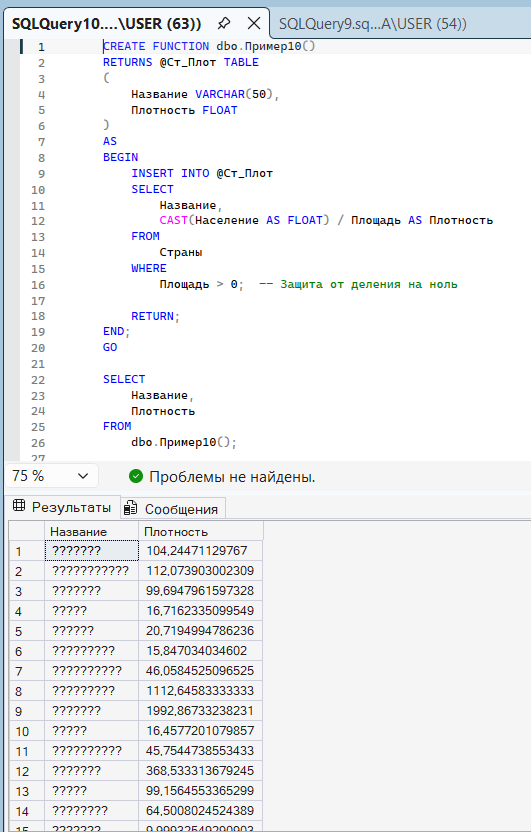 SQLQuery10....\USER (63))
SQLQuery9.sq...A\USER (54))
1 CREATE FUNCTION dbo.Пример10()
2 RETURNS @Ст_Плот TABLE
3 (
4 Название VARCHAR(50),
5 Плотность FLOAT
6 )
7 AS
8 BEGIN
9 INSERT INTO @Ст_Плот
10 SELECT
11 Название,
12 CAST(Население AS FLOAT) / Площадь AS Плотность
13 FROM
14 Страны
15 WHERE
16 Площадь > 0; -- Защита от деления на ноль
17
18 RETURN;
19 END;
20 GO
21
22 SELECT
23 Название,
24 Плотность
25 FROM
26 dbo.Пример10();
27
75 %
Проблемы не найдены.
Результаты
Сообщения
Название Плотность
1 ??????? 104,24471129767
2 ??????????? 112,073903002309
3 ??????? 99,6947961597328
4 ????? 16,7162335099549
5 ?????? 20,7194994786236
6 ????????? 15,847034034602
7 ?????????? 46,0584525096525
8 ????????? 1112,64583333333
9 ??????? 1992,86733238231
10 ????? 16,4577201079857
11 ?????????? 45,7544738553433
12 ??????? 368,533313679245
13 ????? 99,1564553365299
14 ???????? 64,5008024524389
15 ??????? 9,99932549290903